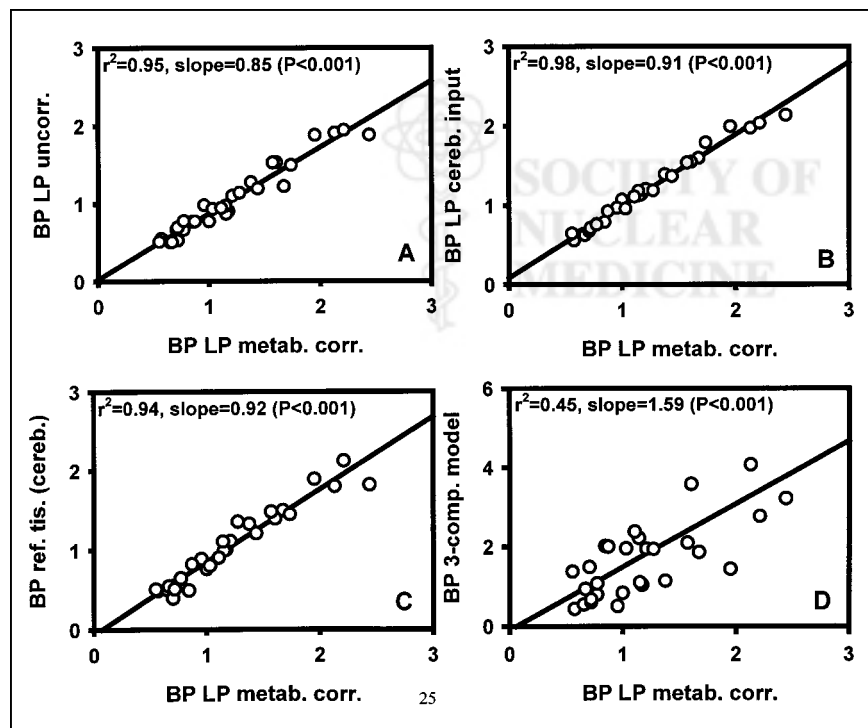 3
r²=0.95, slope=0.85 (P<0.001)
2
1
0
BP LP uncorr.
A
0 1 2 3
BP LP metab. corr.
3
r²=0.98, slope=0.91 (P<0.001)
2
1
0
BP LP cereb. input
B
0 1 2 3
BP LP metab. corr.
SOCIETY OF
NUCLEAR
MEDICINE
3
r²=0.94, slope=0.92 (P<0.001)
2
1
0
BP ref. tis. (cereb.)
C
0 1 2 3
BP LP metab. corr.
6
r²=0.45, slope=1.59 (P<0.001)
4
2
0
BP 3-comp. model
D
0 1 2 3
BP LP metab. corr.
25